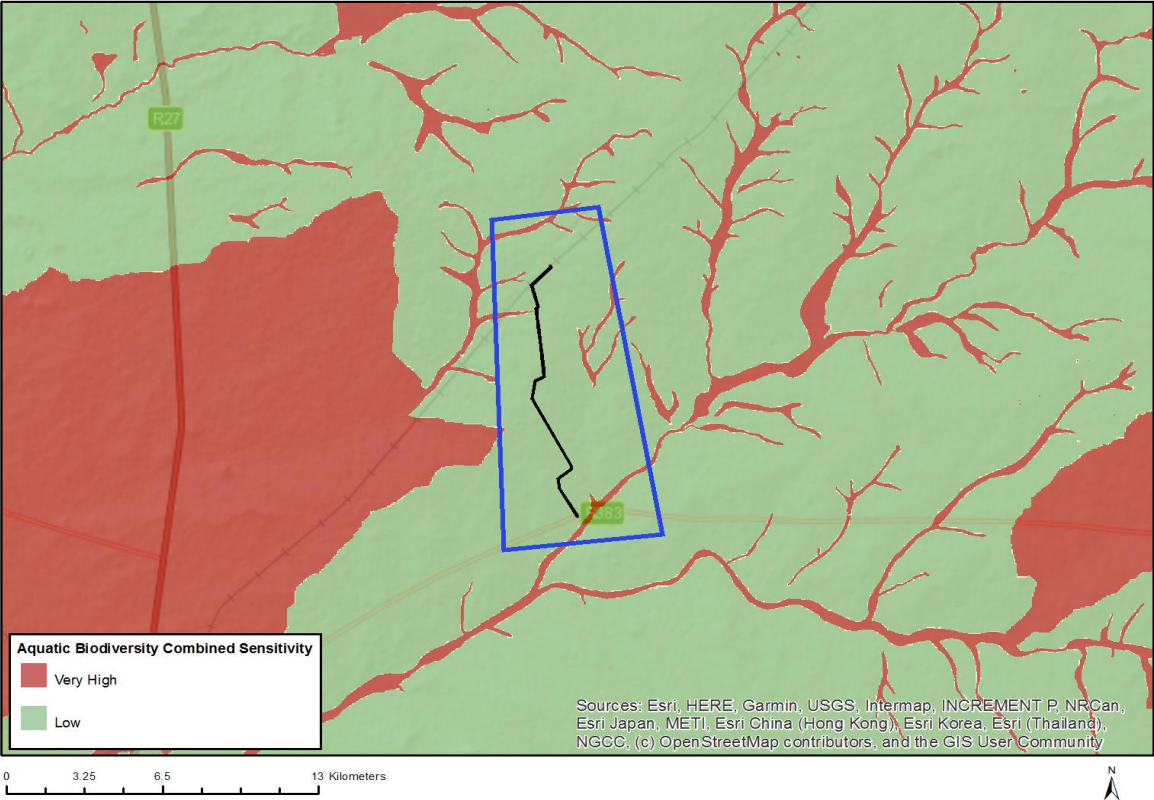 R27
R383
Aquatic Biodiversity Combined Sensitivity
Very High
Low
Sources: Esri, HERE, Garmin, USGS, Intermap, INCREMENT P, NRCan,
Esri Japan, METI, Esri China (Hong Kong), Esri Korea, Esri (Thailand),
NGCC, (c) OpenStreetMap contributors, and the GIS User Community
0 3.25 6.5 13 Kilometers
N